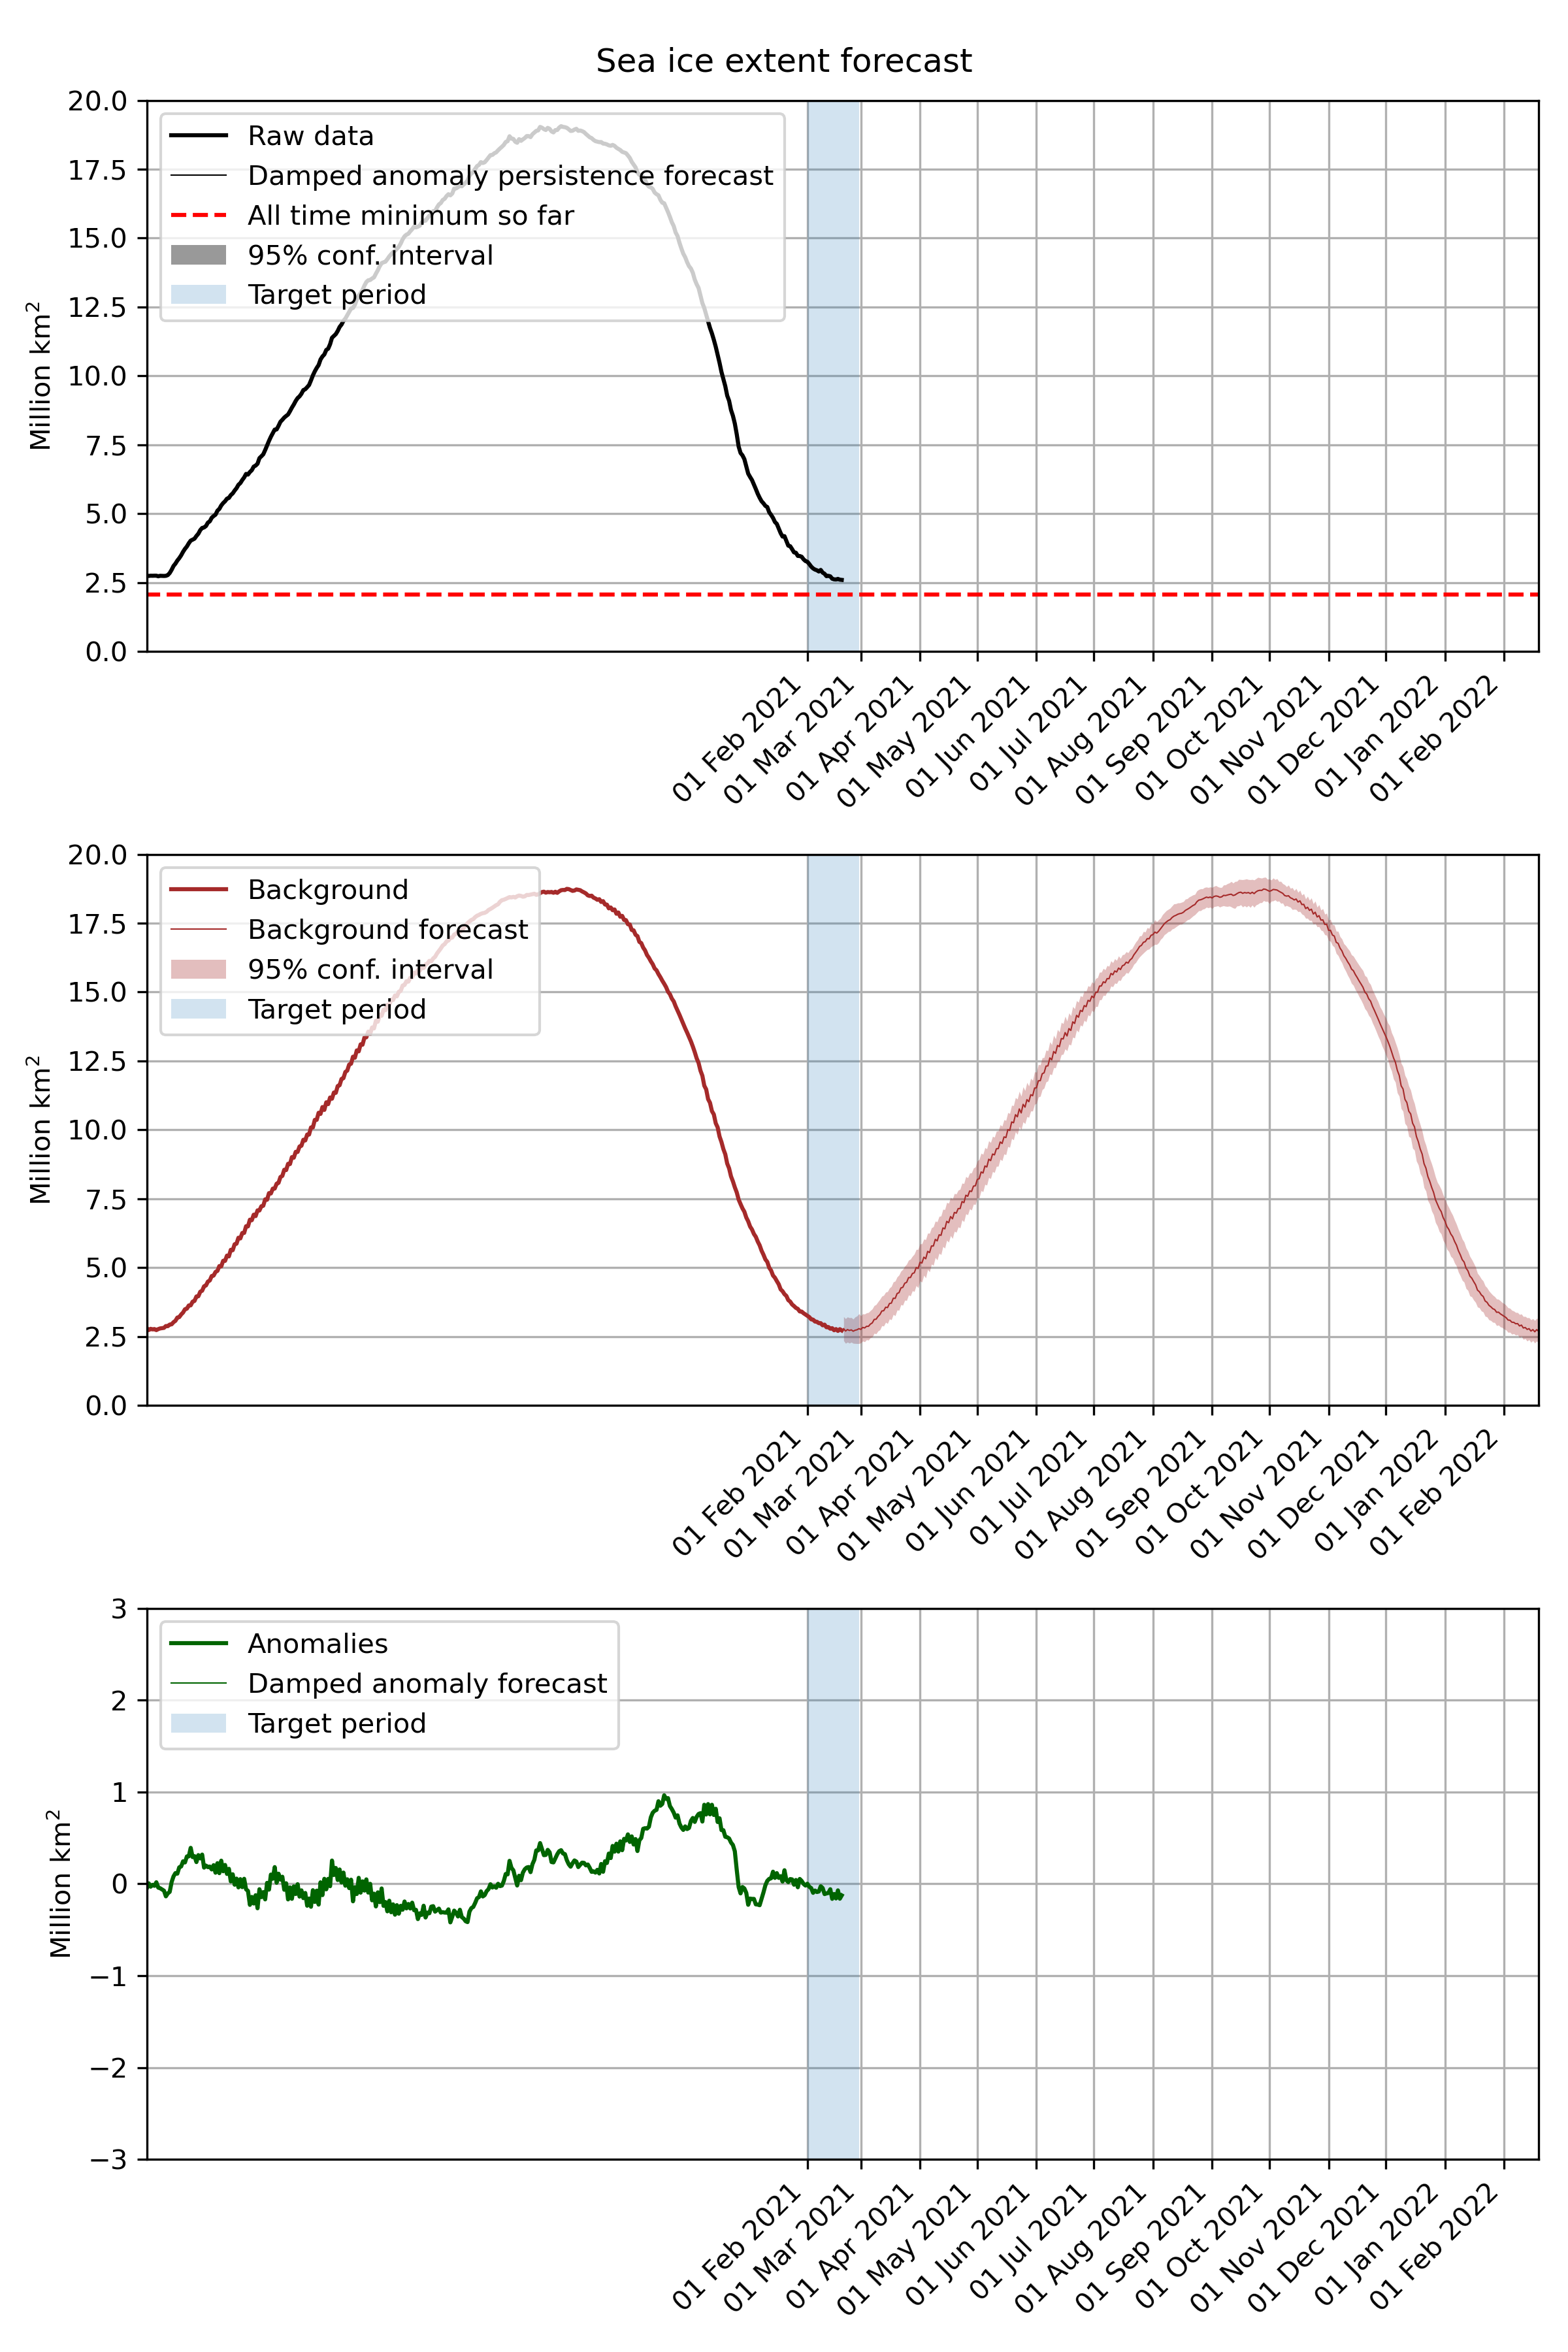 Sea ice extent forecast
20.0
17.5
15.0
12.5
10.0
7.5
5.0
2.5
0.0
Million km²
Raw data
Damped anomaly persistence forecast
All time minimum so far
95% conf. interval
Target period
01 Feb 2021
01 Mar 2021
01 Apr 2021
01 May 2021
01 Jun 2021
01 Jul 2021
01 Aug 2021
01 Sep 2021
01 Oct 2021
01 Nov 2021
01 Dec 2021
01 Jan 2022
01 Feb 2022
20.0
17.5
15.0
12.5
10.0
7.5
5.0
2.5
0.0
Million km²
Background
Background forecast
95% conf. interval
Target period
01 Feb 2021
01 Mar 2021
01 Apr 2021
01 May 2021
01 Jun 2021
01 Jul 2021
01 Aug 2021
01 Sep 2021
01 Oct 2021
01 Nov 2021
01 Dec 2021
01 Jan 2022
01 Feb 2022
3
2
1
0
−1
−2
−3
Million km²
Anomalies
Damped anomaly forecast
Target period
01 Feb 2021
01 Mar 2021
01 Apr 2021
01 May 2021
01 Jun 2021
01 Jul 2021
01 Aug 2021
01 Sep 2021
01 Oct 2021
01 Nov 2021
01 Dec 2021
01 Jan 2022
01 Feb 2022